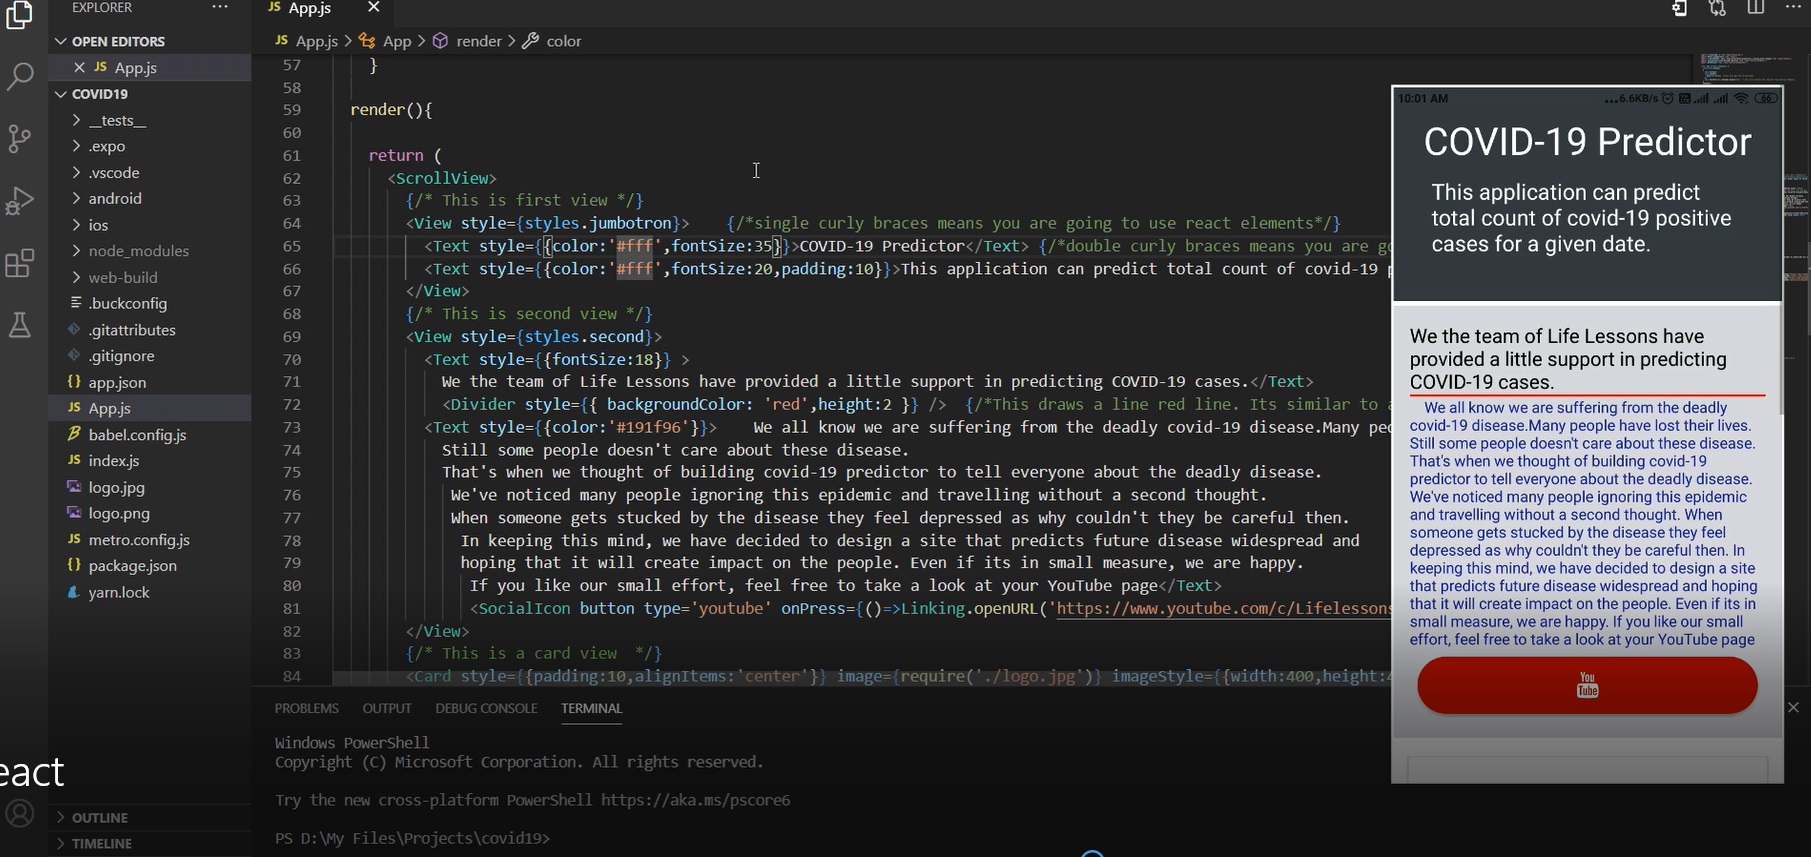 EXPLORER
OPEN EDITORS
JS App.js
COVID19
__tests__
.expo
.vscode
android
ios
node_modules
web-build
.buckconfig
.gitattributes
.gitignore
{} app.json
JS App.js
babel.config.js
JS index.js
logo.jpg
logo.png
JS metro.config.js
{} package.json
yarn.lock
eact
OUTLINE
TIMELINE
JS App.js
JS App.js > App > render > color
57 }
58
59 render(){
60
61 return (
62 <ScrollView>
63 {/* This is first view */}
64 <View style={styles.jumbotron}> {/*single curly braces means you are going to use react elements*/}
65 <Text style={{color:'#fff',fontSize:35}}>COVID-19 Predictor</Text> {/*double curly braces means you are go
66 <Text style={{color:'#fff',fontSize:20,padding:10}}>This application can predict total count of covid-19 p
67 </View>
68 {/* This is second view */}
69 <View style={styles.second}>
70 <Text style={{fontSize:18}} >
71 We the team of Life Lessons have provided a little support in predicting COVID-19 cases.</Text>
72 <Divider style={{ backgroundColor: 'red',height:2 }} /> {/*This draws a line red line. Its similar to a
73 <Text style={{color:'#191f96'}}> We all know we are suffering from the deadly covid-19 disease.Many peo
74 Still some people doesn't care about these disease.
75 That's when we thought of building covid-19 predictor to tell everyone about the deadly disease.
76 We've noticed many people ignoring this epidemic and travelling without a second thought.
77 When someone gets stucked by the disease they feel depressed as why couldn't they be careful then.
78 In keeping this mind, we have decided to design a site that predicts future disease widespread and
79 hoping that it will create impact on the people. Even if its in small measure, we are happy.
80 If you like our small effort, feel free to take a look at your YouTube page</Text>
81 <SocialIcon button type='youtube' onPress={()=>Linking.openURL('https://www.youtube.com/c/Lifelessons
82 </View>
83 {/* This is a card view */}
84 <Card style={{padding:10,alignItems:'center'}} image={require('./logo.jpg')} imageStyle={{width:400,height:4
PROBLEMS OUTPUT DEBUG CONSOLE TERMINAL
Windows PowerShell
Copyright (C) Microsoft Corporation. All rights reserved.
Try the new cross-platform PowerShell https://aka.ms/pscore6
PS D:\My Files\Projects\covid19>
10:01 AM ...6.6KB/s 66
COVID-19 Predictor
This application can predict
total count of covid-19 positive
cases for a given date.
We the team of Life Lessons have
provided a little support in predicting
COVID-19 cases.
We all know we are suffering from the deadly
covid-19 disease.Many people have lost their lives.
Still some people doesn't care about these disease.
That's when we thought of building covid-19
predictor to tell everyone about the deadly disease.
We've noticed many people ignoring this epidemic
and travelling without a second thought. When
someone gets stucked by the disease they feel
depressed as why couldn't they be careful then. In
keeping this mind, we have decided to design a site
that predicts future disease widespread and hoping
that it will create impact on the people. Even if its in
small measure, we are happy. If you like our small
effort, feel free to take a look at your YouTube page
You
Tube